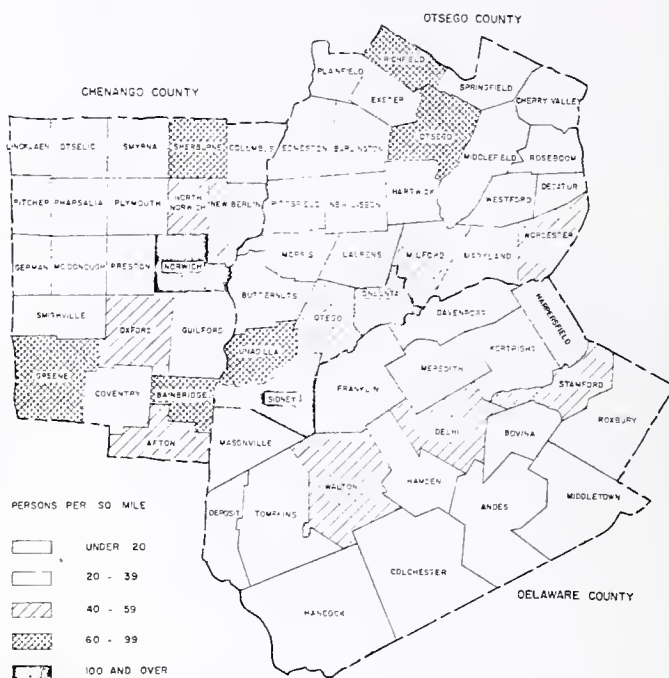 OTSEGO COUNTY
CHENANGO COUNTY
RICHFIELD
PLAINFIELD
SPRINGFIELD
EXETER
CHERRY VALLEY
LINCKLAEN OTSELIC SMYRNA SHERBURNE COLUMBUS EDMESTON BURLINGTON OTSEGO
MIDDLEFIELD ROSEBOOM
PITCHER PHARSALIA PLYMOUTH NORTH NORWICH NEW BERLIN PITTSFIELD NEW LISBON HARTWICK WESTFORD DECATUR
WORCESTER
GERMAN MCDONOUGH PRESTON NORWICH MORRIS LAURENS MILFORD MARYLAND
BUTTERNUTS OTEGO ONEONTA
SMITHVILLE OXFORD GUILFORD DAVENPORT HARPERSFIELD
UNADILLA KORTRIGHT
GREENE COVENTRY BAINBRIDGE SIDNEY FRANKLIN MEREDITH STAMFORD
ROXBURY
AFTON MASONVILLE DELHI BOVINA
WALTON HAMDEN ANDES MIDDLETOWN
DEPOSIT TOMPKINS
COLCHESTER
HANCOCK
DELAWARE COUNTY
PERSONS PER SQ MILE
UNDER 20
20 - 39
40 - 59
60 - 99
100 AND OVER